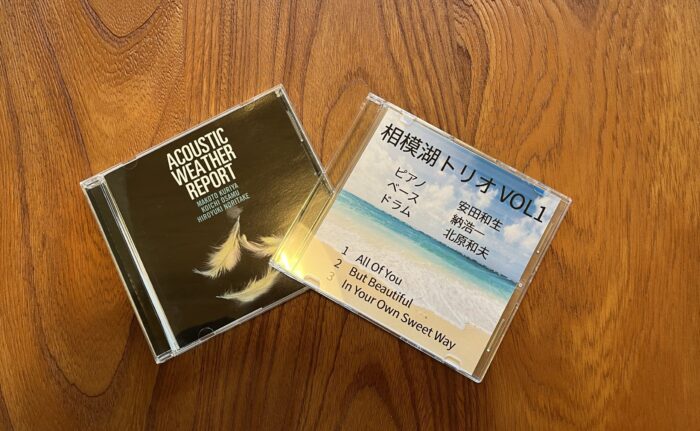 ACOUSTIC
WEATHER
REPORT
MAKOTO KURIYA
KOICHI OSAMU
HIROYUKI NORITAKE
相模湖トリオ VOL1
ピアノ 安田和生
ベース 納浩一
ドラム 北原和夫
1 All Of You
2 But Beautiful
3 In Your Own Sweet Way